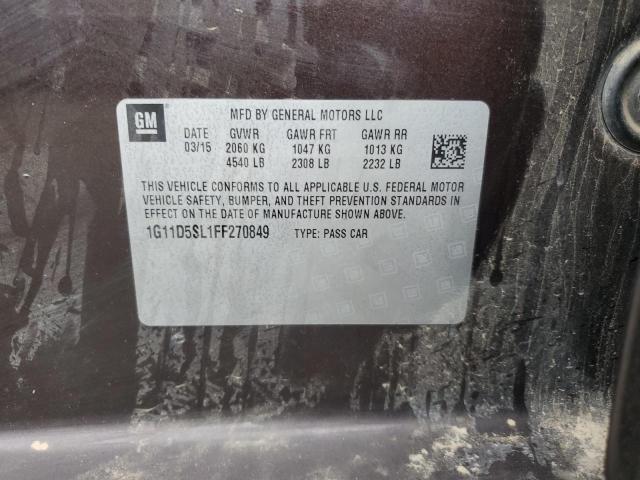 GM MFD BY GENERAL MOTORS LLC
DATE GVWR GAWR FRT GAWR RR
03/15 2060 KG 1047 KG 1013 KG
4540 LB 2308 LB 2232 LB
THIS VEHICLE CONFORMS TO ALL APPLICABLE U.S. FEDERAL MOTOR
VEHICLE SAFETY, BUMPER, AND THEFT PREVENTION STANDARDS IN
EFFECT ON THE DATE OF MANUFACTURE SHOWN ABOVE.
1G11D5SL1FF270849 TYPE: PASS CAR